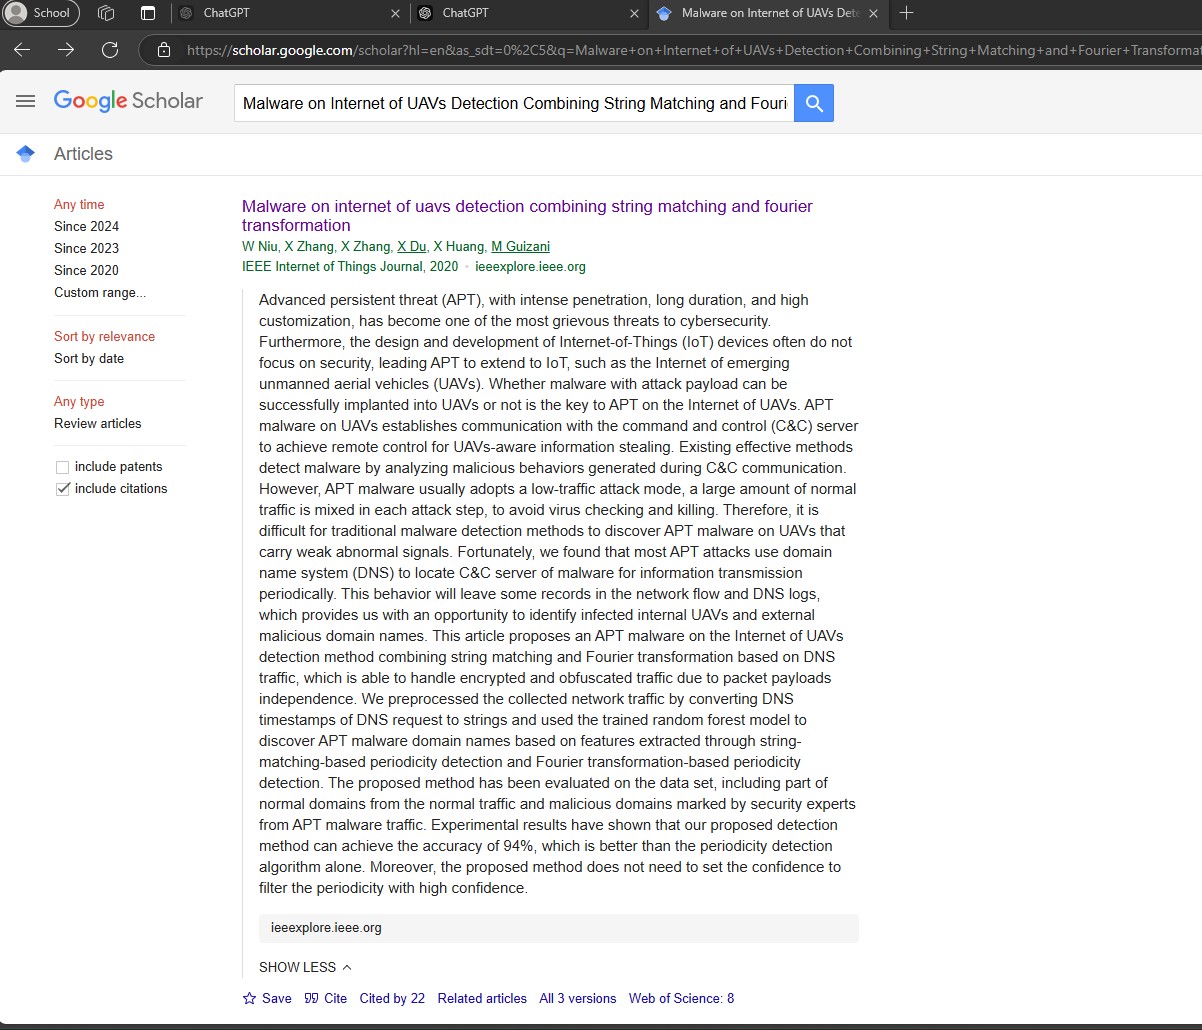 School
ChatGPT
ChatGPT
Malware on Internet of UAVs Dete
https://scholar.google.com/scholar?hl=en&as_sdt=0%2C5&q=Malware+on+Internet+of+UAVs+Detection+Combining+String+Matching+and+Fourier+Transformat
Google Scholar
Malware on Internet of UAVs Detection Combining String Matching and Fouri
Articles
Any time
Since 2024
Since 2023
Since 2020
Custom range...
Sort by relevance
Sort by date
Any type
Review articles
include patents
include citations
Malware on internet of uavs detection combining string matching and fourier
transformation
W Niu, X Zhang, X Zhang, X Du, X Huang, M Guizani
IEEE Internet of Things Journal, 2020 · ieeexplore.ieee.org
Advanced persistent threat (APT), with intense penetration, long duration, and high
customization, has become one of the most grievous threats to cybersecurity.
Furthermore, the design and development of Internet-of-Things (IoT) devices often do not
focus on security, leading APT to extend to IoT, such as the Internet of emerging
unmanned aerial vehicles (UAVs). Whether malware with attack payload can be
successfully implanted into UAVs or not is the key to APT on the Internet of UAVs. APT
malware on UAVs establishes communication with the command and control (C&C) server
to achieve remote control for UAVs-aware information stealing. Existing effective methods
detect malware by analyzing malicious behaviors generated during C&C communication.
However, APT malware usually adopts a low-traffic attack mode, a large amount of normal
traffic is mixed in each attack step, to avoid virus checking and killing. Therefore, it is
difficult for traditional malware detection methods to discover APT malware on UAVs that
carry weak abnormal signals. Fortunately, we found that most APT attacks use domain
name system (DNS) to locate C&C server of malware for information transmission
periodically. This behavior will leave some records in the network flow and DNS logs,
which provides us with an opportunity to identify infected internal UAVs and external
malicious domain names. This article proposes an APT malware on the Internet of UAVs
detection method combining string matching and Fourier transformation based on DNS
traffic, which is able to handle encrypted and obfuscated traffic due to packet payloads
independence. We preprocessed the collected network traffic by converting DNS
timestamps of DNS request to strings and used the trained random forest model to
discover APT malware domain names based on features extracted through string-
matching-based periodicity detection and Fourier transformation-based periodicity
detection. The proposed method has been evaluated on the data set, including part of
normal domains from the normal traffic and malicious domains marked by security experts
from APT malware traffic. Experimental results have shown that our proposed detection
method can achieve the accuracy of 94%, which is better than the periodicity detection
algorithm alone. Moreover, the proposed method does not need to set the confidence to
filter the periodicity with high confidence.
ieeexplore.ieee.org
SHOW LESS
Save Cite Cited by 22 Related articles All 3 versions Web of Science: 8